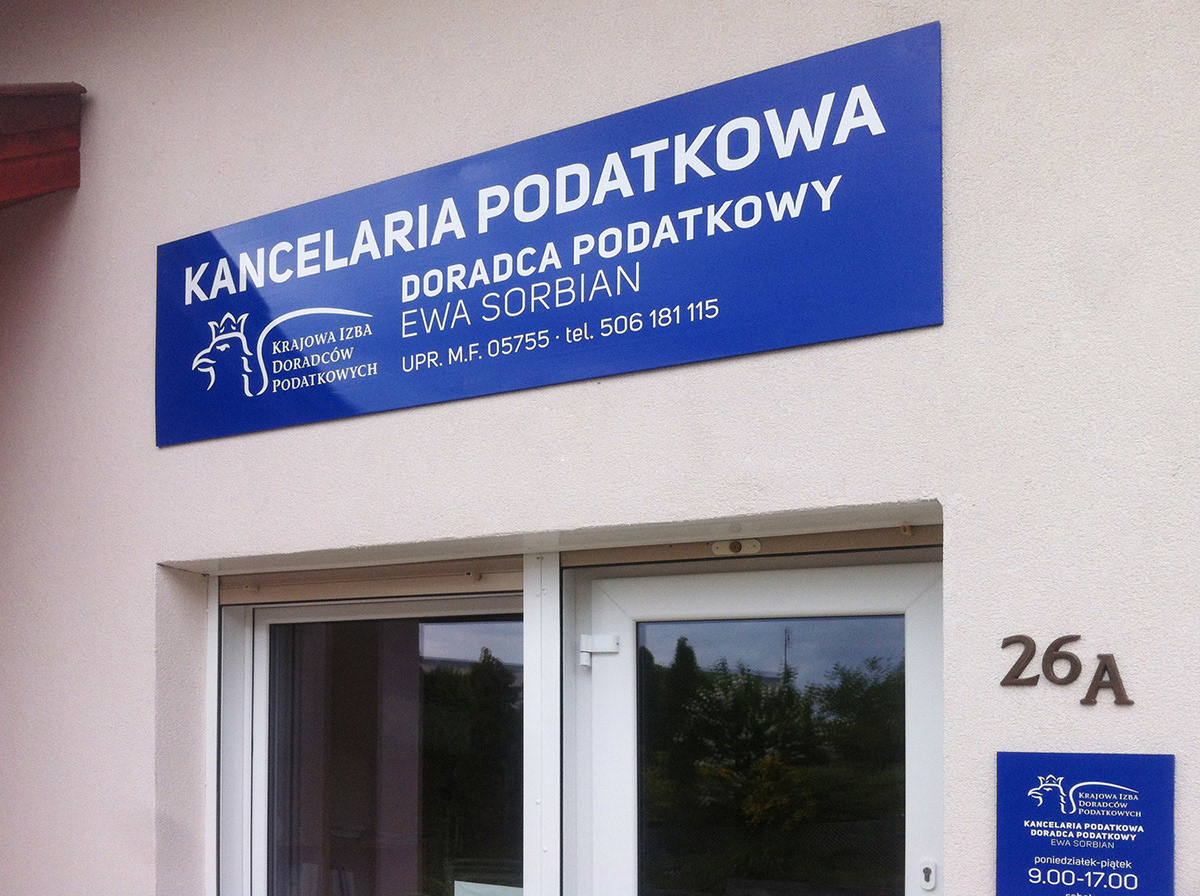 KANCELARIA PODATKOWA
DORADCA PODATKOWY
EWA SORBIAN
UPR. M.F. 05755 · tel. 506 181 115
KRAJOWA IZBA
DORADCÓW
PODATKOWYCH
26A
KRAJOWA IZBA
DORADCÓW
PODATKOWYCH
KANCELARIA PODATKOWA
DORADCA PODATKOWY
EWA SORBIAN
poniedziałek-piątek
9.00-17.00